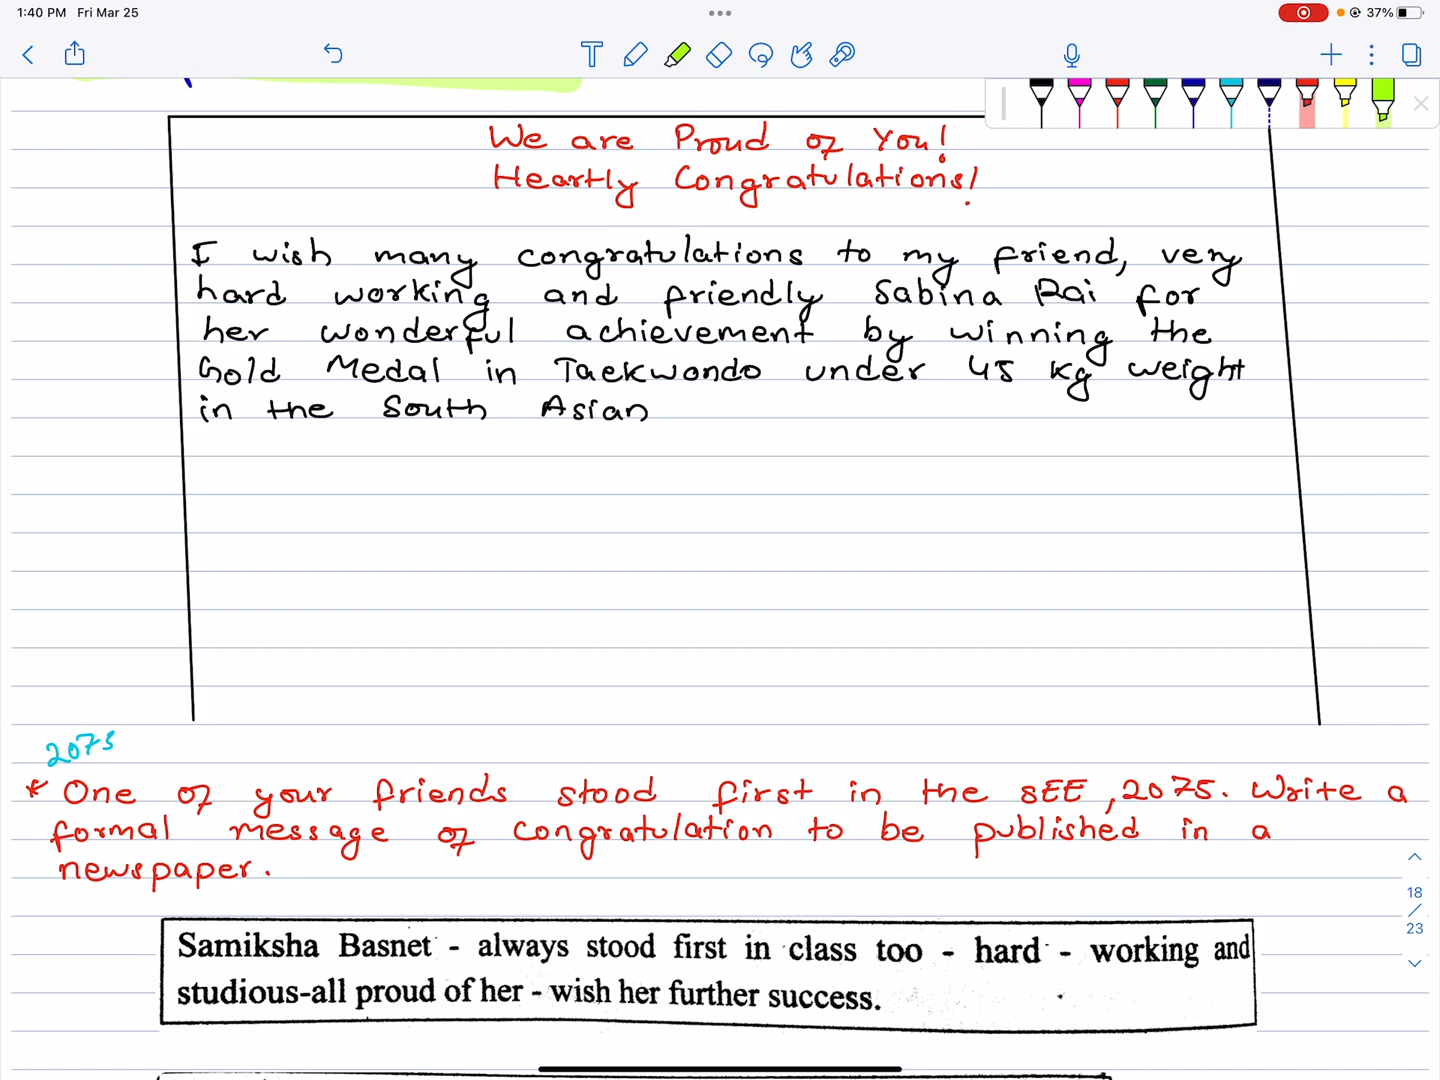 1:40 PM Fri Mar 25
37%
We are Proud of You!
Heartly Congratulations!
I wish many congratulations to my friend, very
hard working and friendly Sabina Rai for
her wonderful achievement by winning the
Gold Medal in Taekwondo under 45 kg weight
in the South Asian
2075
* One of your friends stood first in the SEE, 2075. Write a
formal message of congratulation to be published in a
newspaper.
18
/
23
Samiksha Basnet - always stood first in class too - hard - working and
studious-all proud of her - wish her further success.